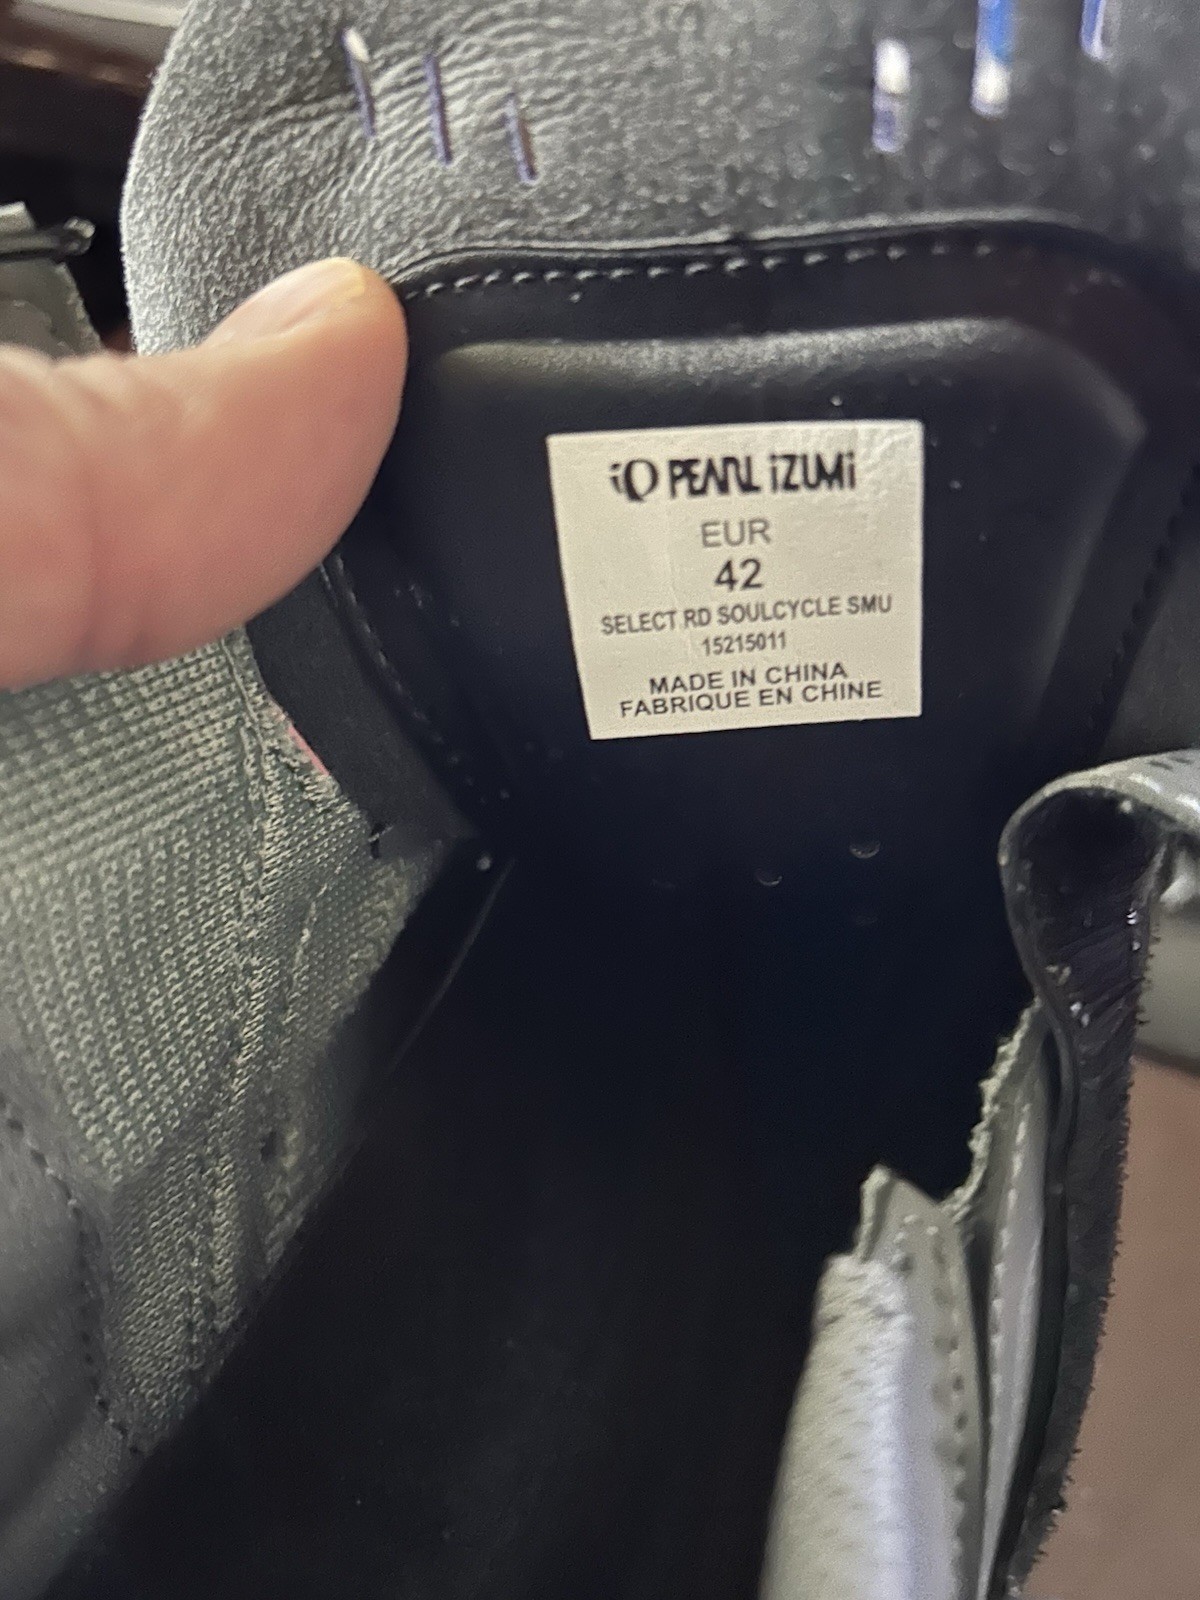 PEARL iZUMi
EUR
42
SELECT RD SOULCYCLE SMU
15215011
MADE IN CHINA
FABRIQUE EN CHINE